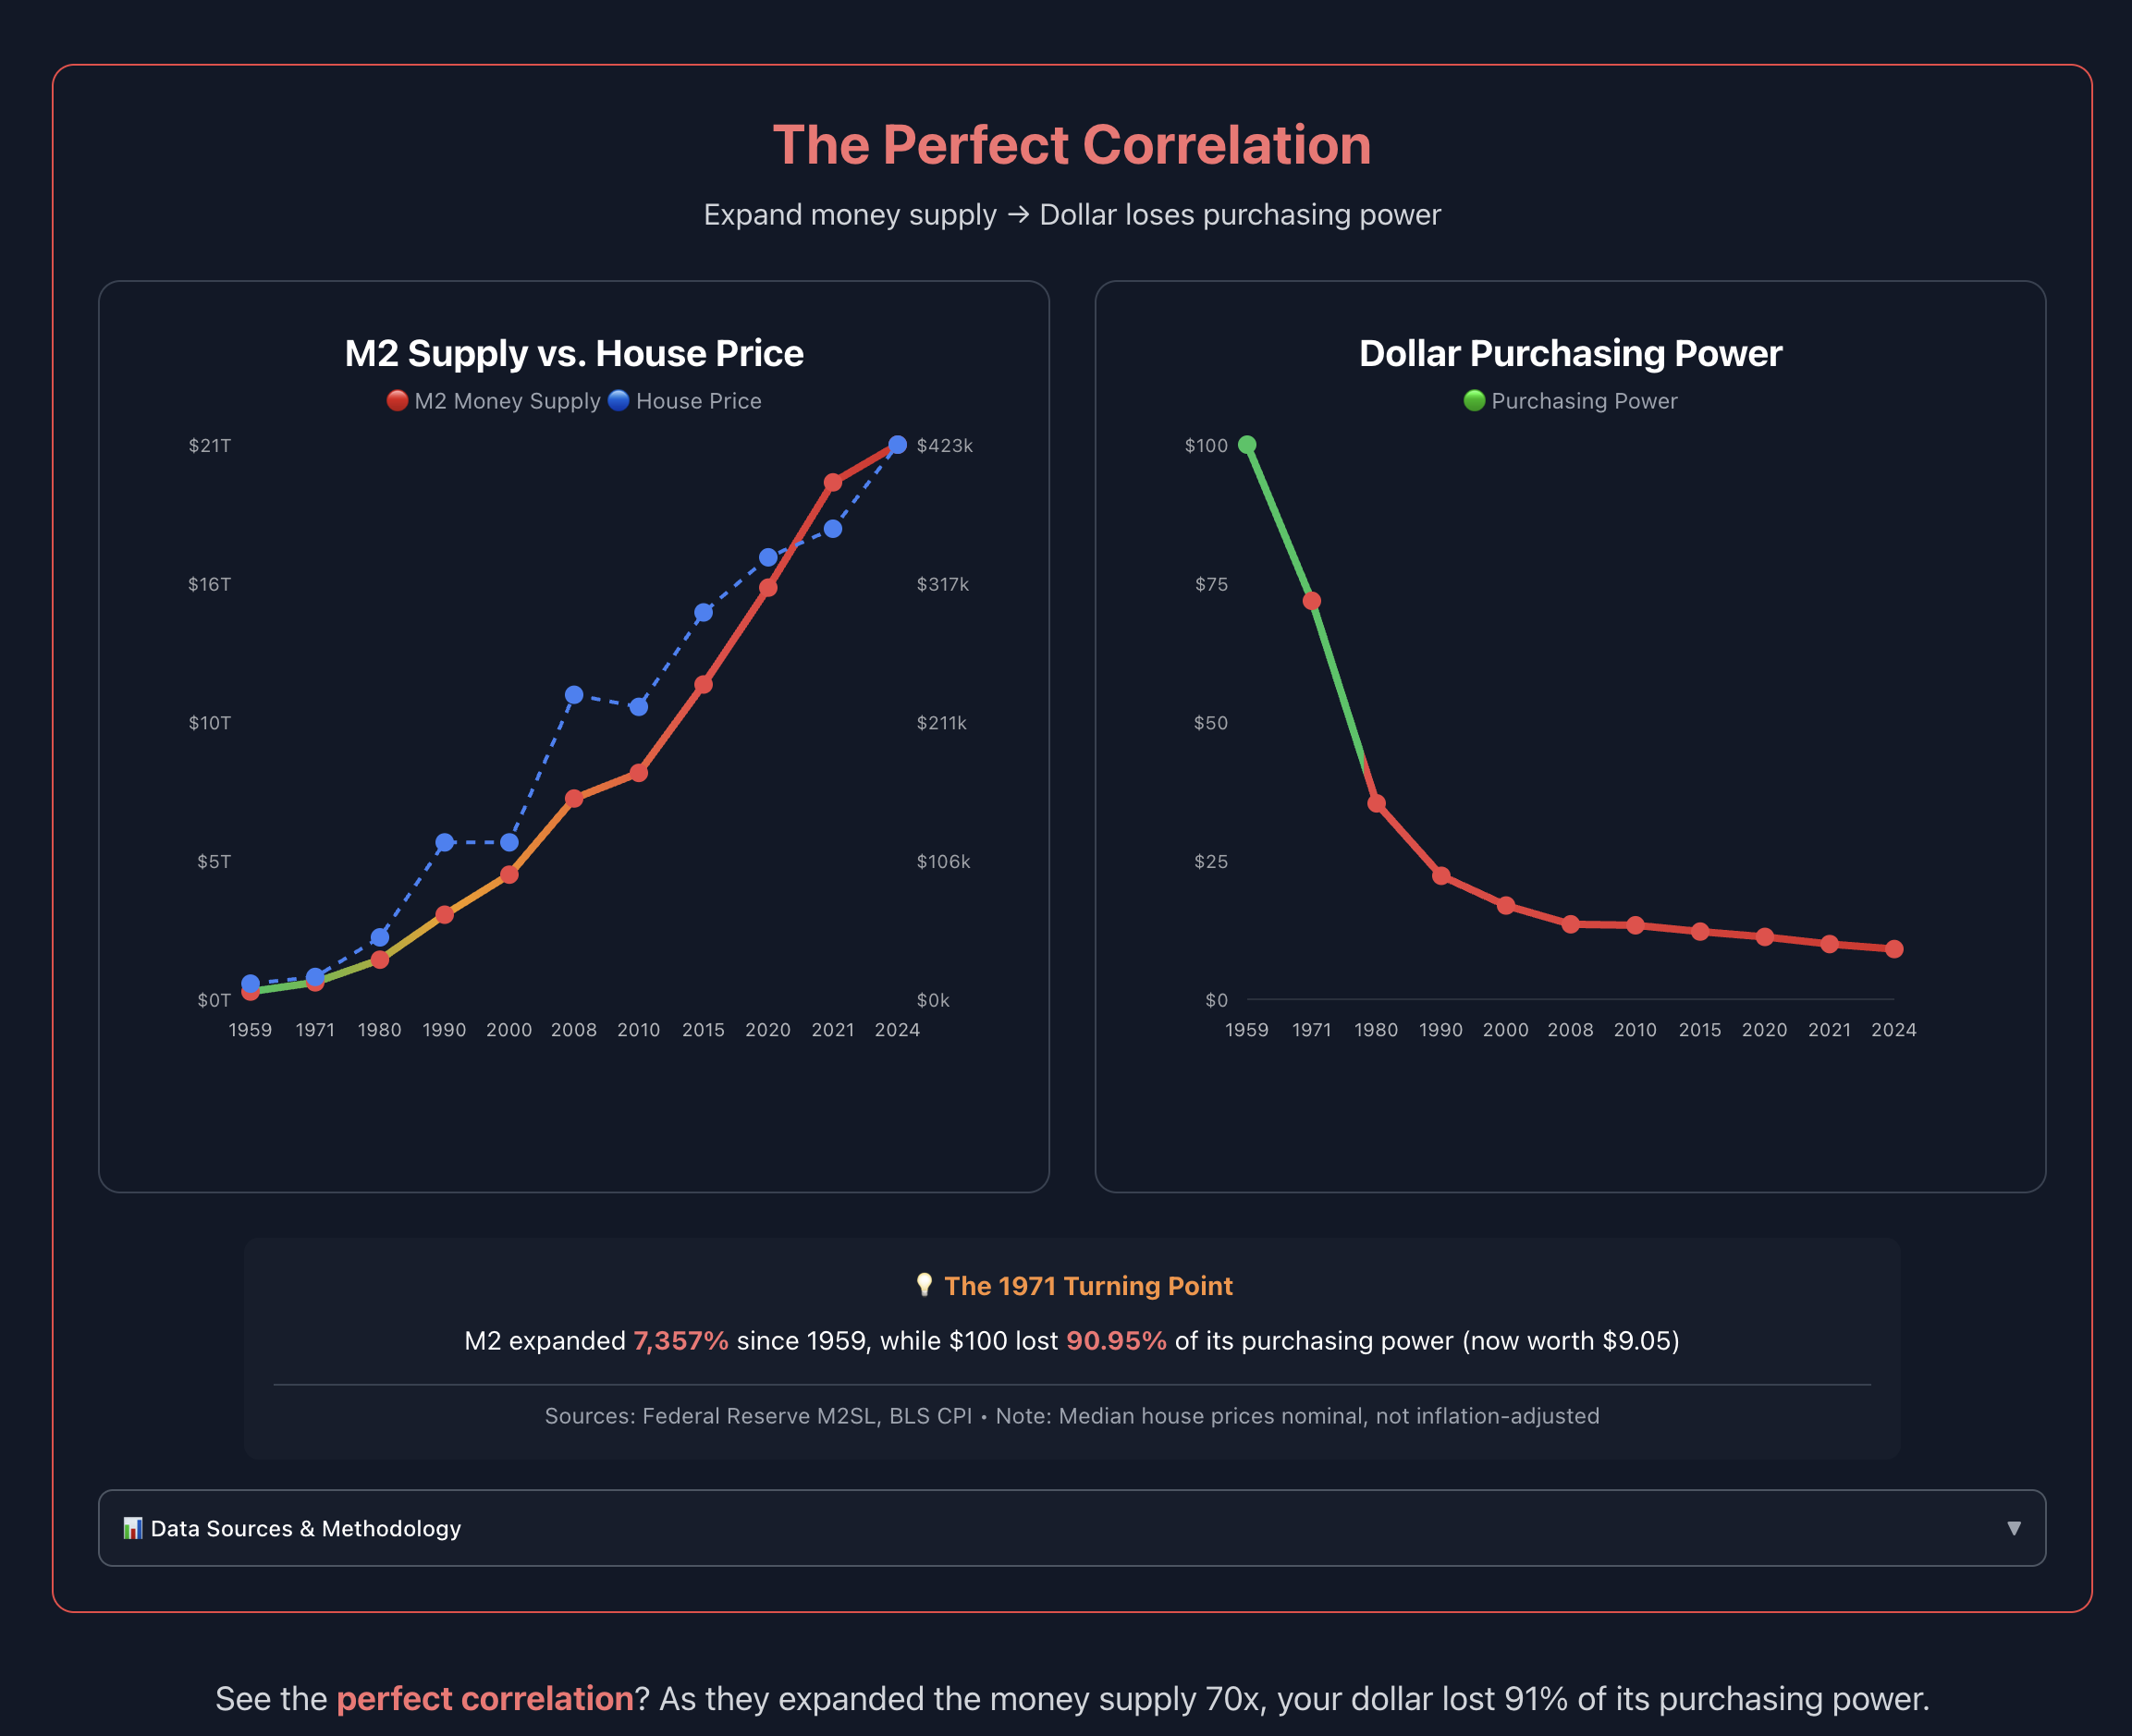 The Perfect Correlation
Expand money supply → Dollar loses purchasing power
M2 Supply vs. House Price
🔴 M2 Money Supply 🔵 House Price
$21T
$16T
$10T
$5T
$0T
$423k
$317k
$211k
$106k
$0k
1959 1971 1980 1990 2000 2008 2010 2015 2020 2021 2024
Dollar Purchasing Power
🟢 Purchasing Power
$100
$75
$50
$25
$0
1959 1971 1980 1990 2000 2008 2010 2015 2020 2021 2024
💡 The 1971 Turning Point
M2 expanded 7,357% since 1959, while $100 lost 90.95% of its purchasing power (now worth $9.05)
Sources: Federal Reserve M2SL, BLS CPI • Note: Median house prices nominal, not inflation-adjusted
📊 Data Sources & Methodology ▼
See the perfect correlation? As they expanded the money supply 70x, your dollar lost 91% of its purchasing power.